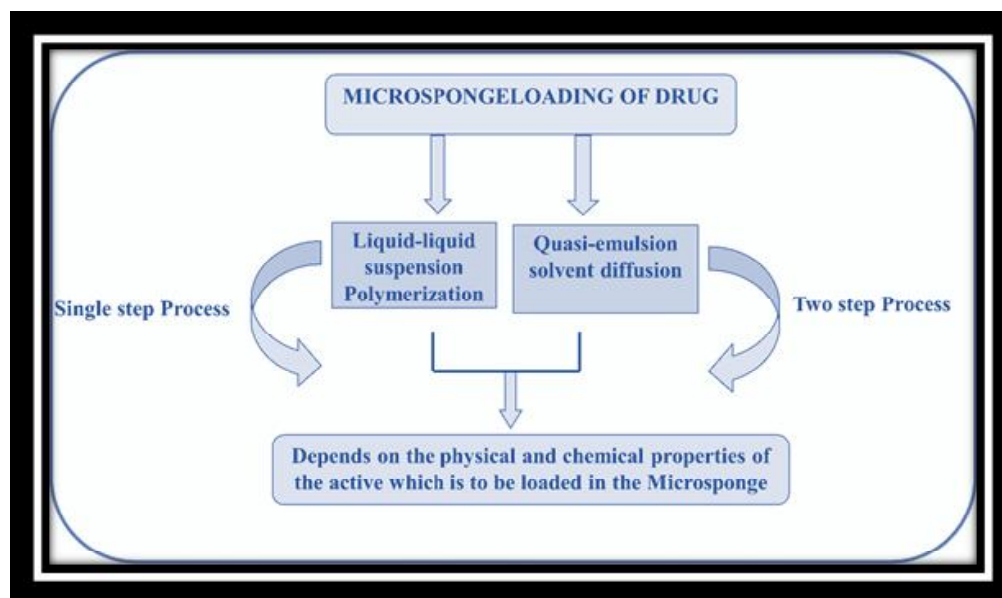 MICROSPONGELOADING OF DRUG
Liquid-liquid
suspension
Polymerization
Quasi-emulsion
solvent diffusion
Single step Process
Two step Process
Depends on the physical and chemical properties of
the active which is to be loaded in the Microsponge